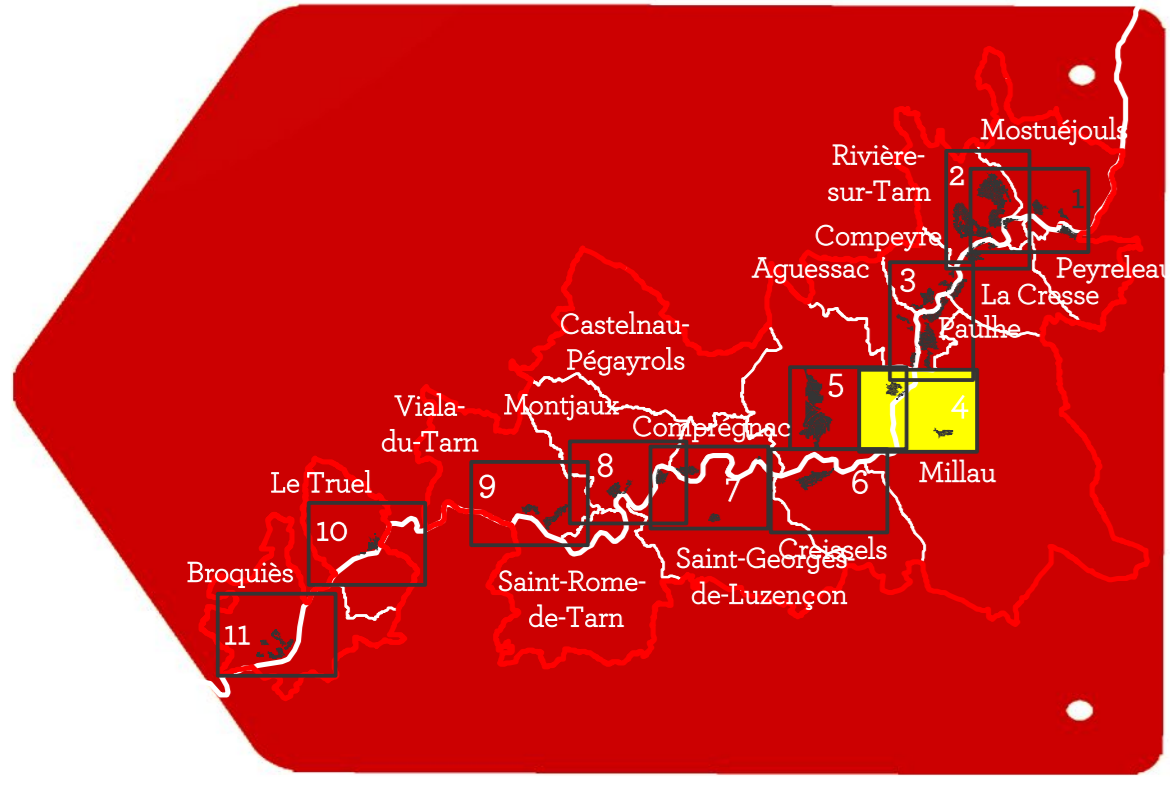 Mostuéjouls
Rivière-
sur-Tarn
2
1
Compeyre
Aguessac
Peyreleau
3
La Cresse
Paulhe
Castelnau-
Pégayrols
5
4
Viala-
du-Tarn
Montjaux
Comprégnac
Millau
8
9
7
6
Le Truel
10
Creissels
Saint-Georges-
de-Luzençon
Broquiès
Saint-Rome-
de-Tarn
11